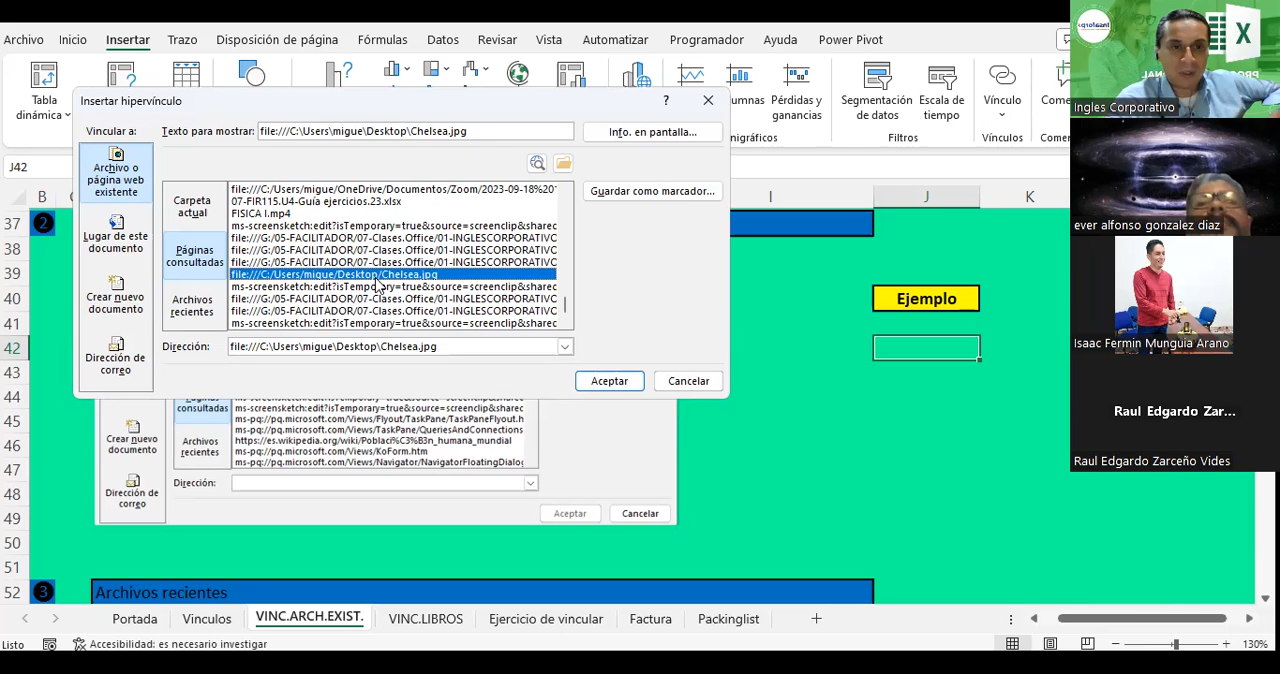 Archivo Inicio Insertar Trazo Disposición de página Datos Vista Automatizar Programador Ayuda Power Pivot
Tabla
dinámica
Pérdidas y
ganancias
Segmentación
de datos
Escala de
tiempo
Vínculo
Filtros
Vínculos
Insertar hipervínculo
?
Vincular a:
Texto para mostrar: file:///C:\Users\migue\Desktop\Chelsea.jpg
Info. en pantalla...
Archivo o
página web
existente
Lugar de este
documento
Crear nuevo
documento
Dirección de
correo
Carpeta
actual
Páginas
consultadas
Archivos
recientes
file:///C:/Users/migue/OneDrive/Documentos/Zoom/2023-09-18%20
07-FIR115.U4-Guía ejercicios.23.xlsx
FISICA I.mp4
ms-screensketch:edit?isTemporary=true&source=screenclip&shared
file:///G:/05-FACILITADOR/07-Clases.Office/01-INGLESCORPORATIVO
file:///G:/05-FACILITADOR/07-Clases.Office/01-INGLESCORPORATIVO
file:///G:/05-FACILITADOR/07-Clases.Office/01-INGLESCORPORATIVO
file:///C:/Users/migue/Desktop/Chelsea.jpg
ms-screensketch:edit?isTemporary=true&source=screenclip&shared
file:///G:/05-FACILITADOR/07-Clases.Office/01-INGLESCORPORATIVO
file:///G:/05-FACILITADOR/07-Clases.Office/01-INGLESCORPORATIVO
ms-screensketch:edit?isTemporary=true&source=screenclip&shared
Guardar como marcador...
Dirección: file:///C:\Users\migue\Desktop\Chelsea.jpg
Aceptar Cancelar
J42
B I J K
37 2
38
39
40 Ejemplo
41
42
43
44
45
46
47
48
49
50
51
52 3 Archivos recientes
consultadas
Crear nuevo
documento
Dirección de
correo
Archivos
recientes
ms-screensketch:edit?isTemporary=true&source=screenclip&shared
ms-pq://pq.microsoft.com/Views/Flyout/TaskPane/TaskPaneFlyout.h
ms-pq://pq.microsoft.com/Views/TaskPane/QueriesAndConnections
https://es.wikipedia.org/wiki/Poblaci%C3%B3n_humana_mundial
ms-pq://pq.microsoft.com/Views/KoForm.htm
ms-pq://pq.microsoft.com/Views/Navigator/NavigatorFloatingDialog
Dirección:
Aceptar Cancelar
Portada Vinculos VINC.ARCH.EXIST. VINC.LIBROS Ejercicio de vincular Factura Packinglist
Listo Accesibilidad: es necesario investigar 130%
Ingles Corporativo
ever alfonso gonzalez diaz
Isaac Fermin Munguia Arano
Raul Edgardo Zar...
Raul Edgardo Zarceño Vides